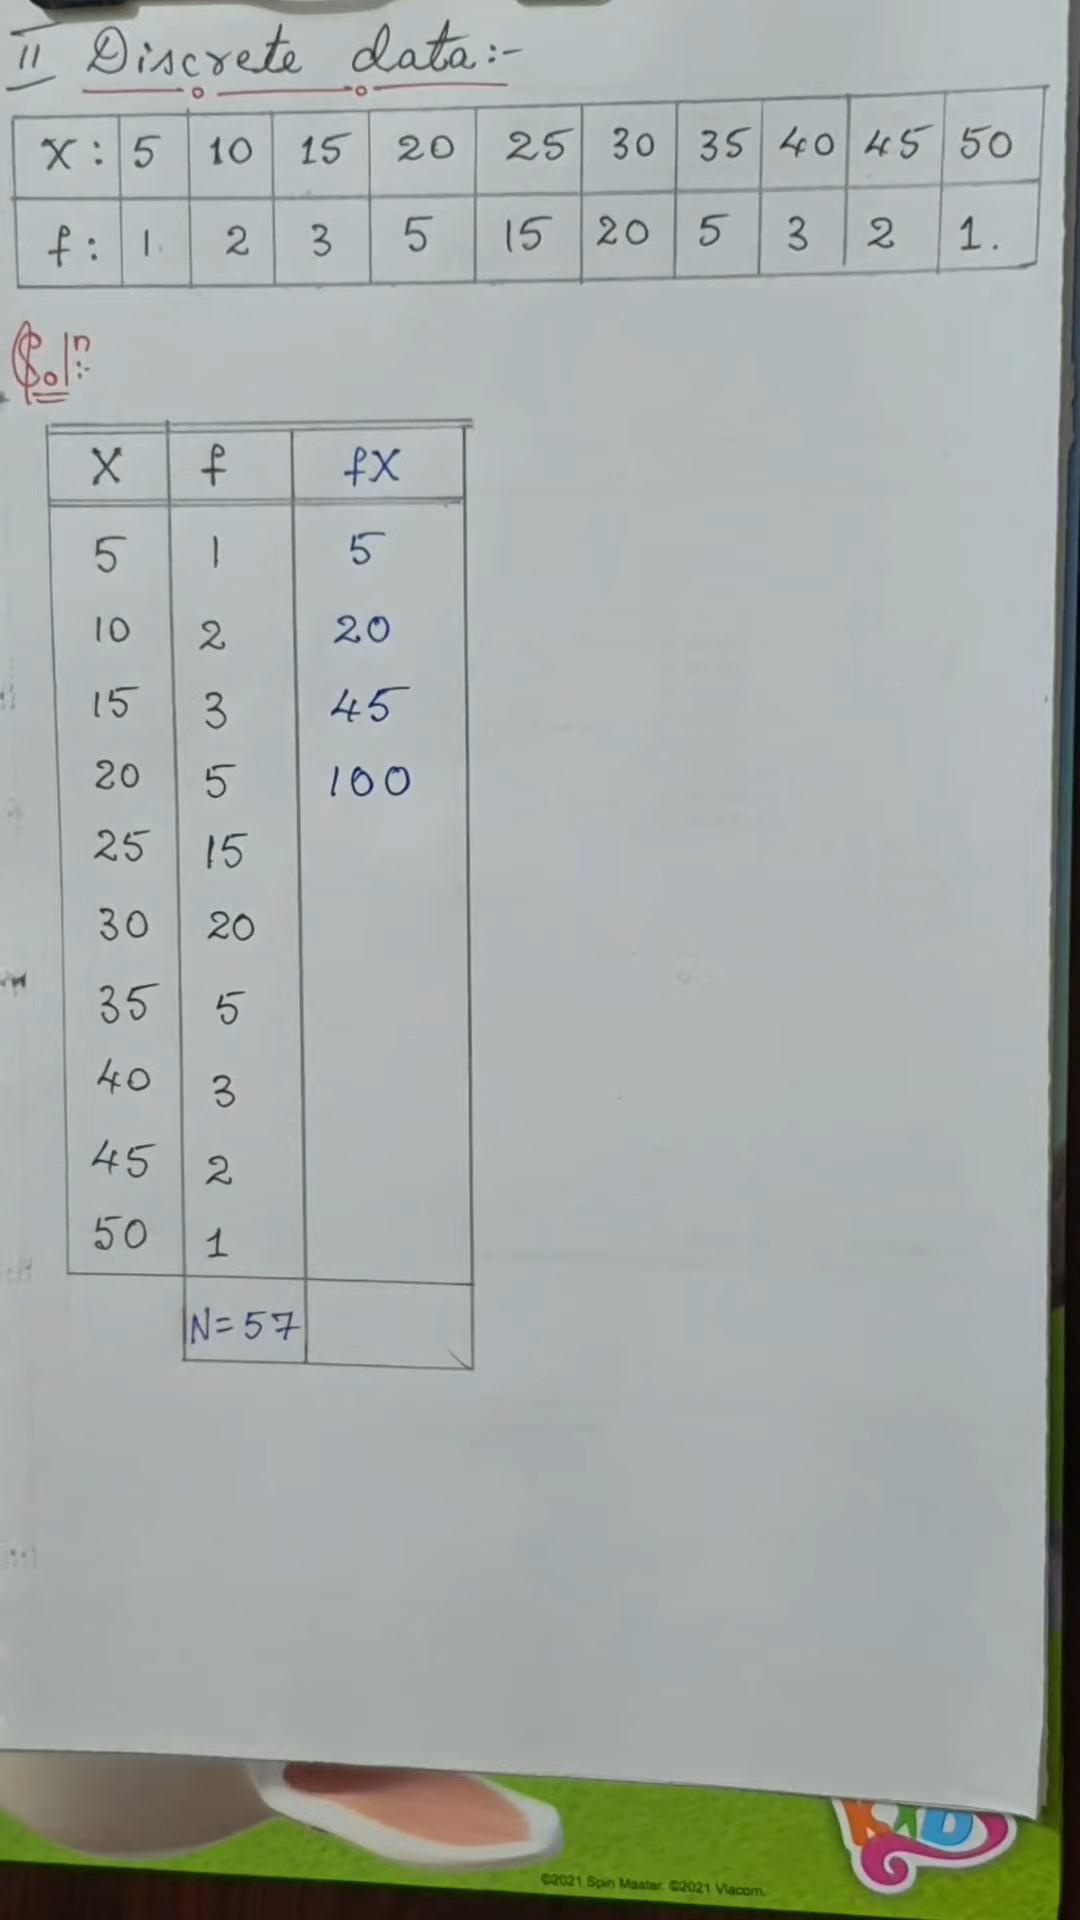 II Discrete data:-
X: 5 10 15 20 25 30 35 40 45 50
f: 1 2 3 5 15 20 5 3 2 1.
Solⁿ:-
X f fX
5 1 5
10 2 20
15 3 45
20 5 100
25 15
30 20
35 5
40 3
45 2
50 1
N=57
©2021 Spin Master. ©2021 Viacom.